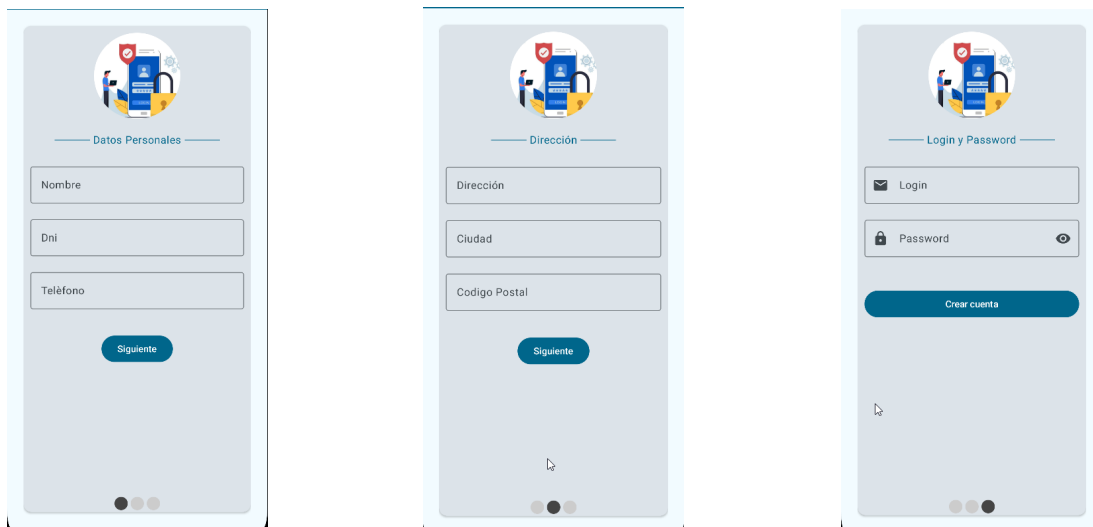 Datos Personales
Nombre
Dni
Telèfono
Siguiente
Dirección
Dirección
Ciudad
Codigo Postal
Siguiente
Login y Password
Login
Password
Crear cuenta